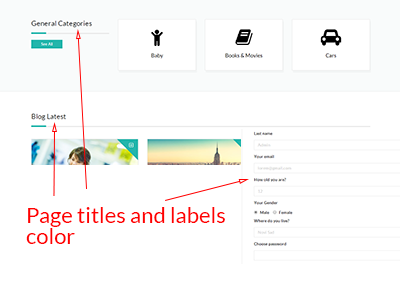 General Categories
See All
Baby
Books & Movies
Cars
Blog Latest
Last name
Your email
How old you are?
Your Gender
Male Female
Where do you live?
Choose password
Page titles and labels
color